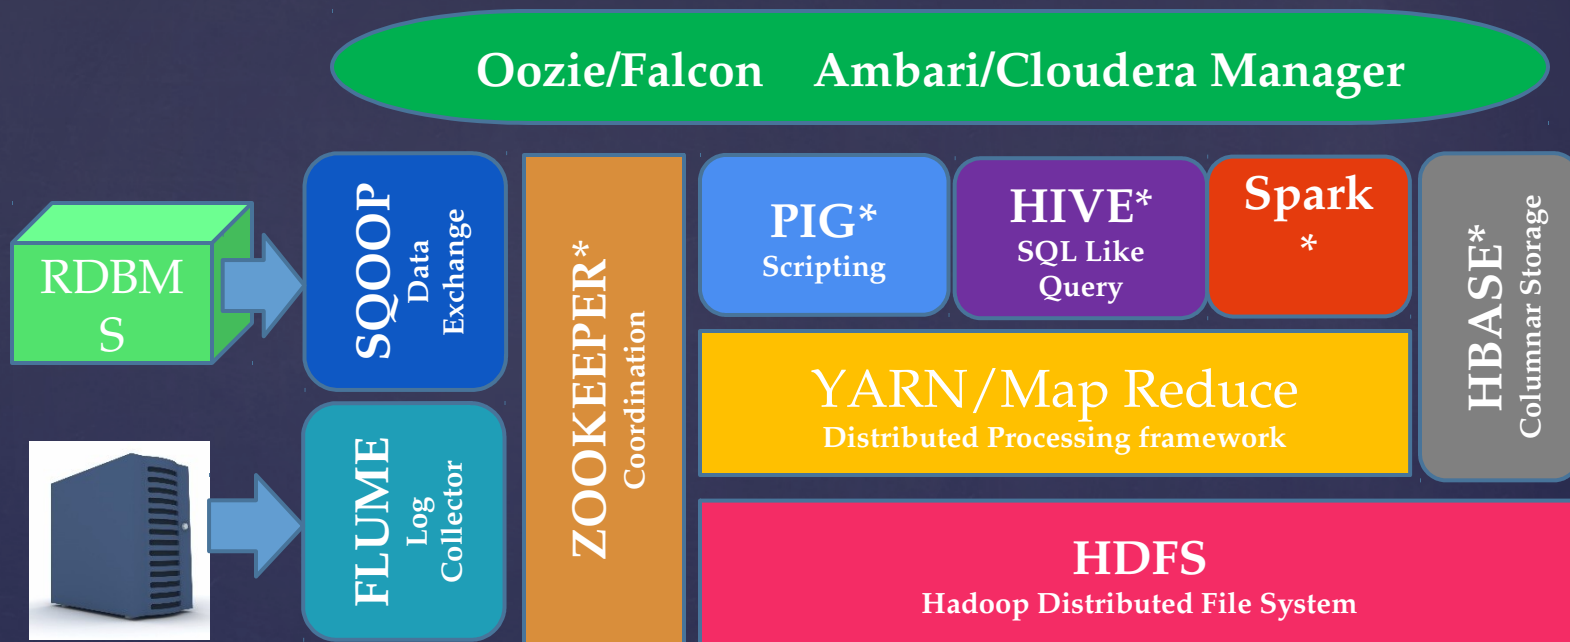 Oozie/Falcon Ambari/Cloudera Manager
RDBM
S
SQOOP
Data
Exchange
FLUME
Log
Collector
ZOOKEEPER*
Coordination
PIG*
Scripting
HIVE*
SQL Like
Query
Spark
*
HBASE*
Columnar Storage
YARN/Map Reduce
Distributed Processing framework
HDFS
Hadoop Distributed File System